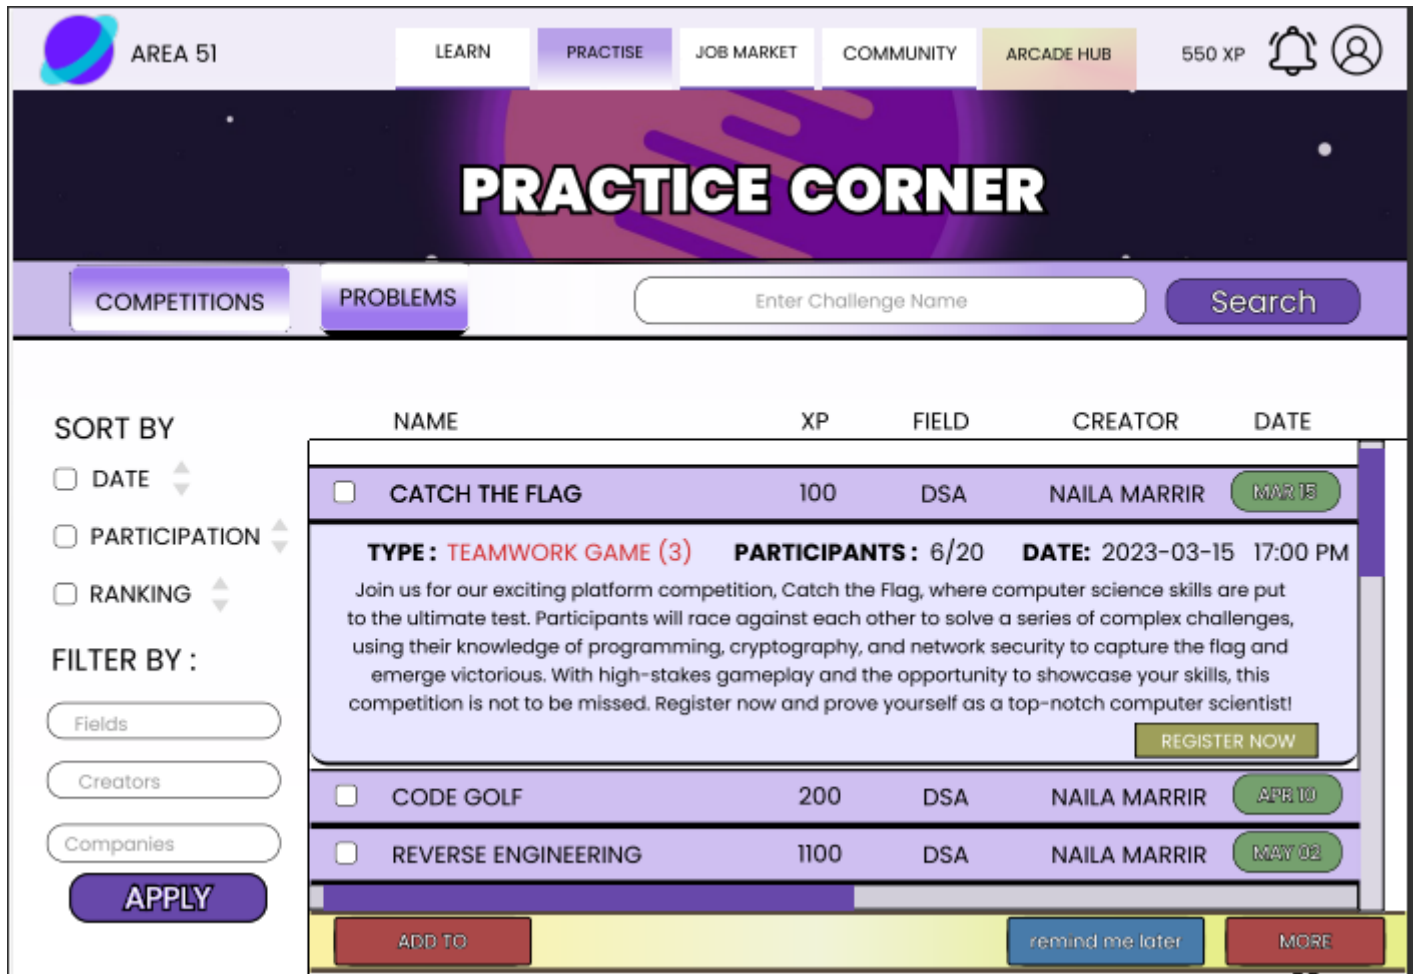 AREA 51
LEARN
PRACTISE
JOB MARKET
COMMUNITY
ARCADE HUB
550 XP
PRACTICE CORNER
COMPETITIONS
PROBLEMS
Enter Challenge Name
Search
SORT BY
DATE
PARTICIPATION
RANKING
FILTER BY :
Fields
Creators
Companies
APPLY
NAME XP FIELD CREATOR DATE
CATCH THE FLAG 100 DSA NAILA MARRIR MAR 15
TYPE : TEAMWORK GAME (3) PARTICIPANTS : 6/20 DATE: 2023-03-15 17:00 PM
Join us for our exciting platform competition, Catch the Flag, where computer science skills are put
to the ultimate test. Participants will race against each other to solve a series of complex challenges,
using their knowledge of programming, cryptography, and network security to capture the flag and
emerge victorious. With high-stakes gameplay and the opportunity to showcase your skills, this
competition is not to be missed. Register now and prove yourself as a top-notch computer scientist!
REGISTER NOW
CODE GOLF 200 DSA NAILA MARRIR APR 10
REVERSE ENGINEERING 1100 DSA NAILA MARRIR MAY 02
ADD TO
remind me later
MORE